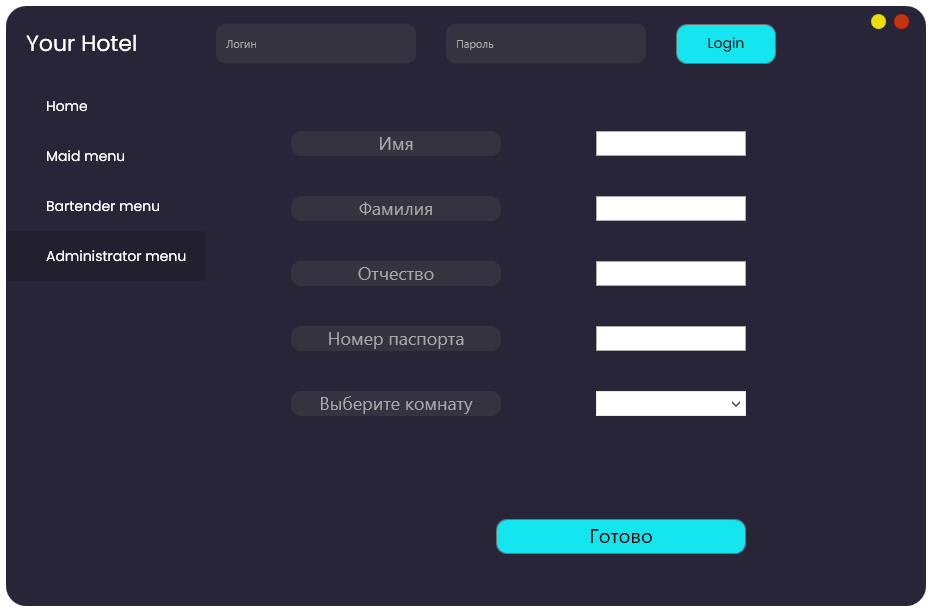 Your Hotel
Логин
Пароль
Login
Home
Maid menu
Bartender menu
Administrator menu
Имя
Фамилия
Отчество
Номер паспорта
Выберите комнату
Готово